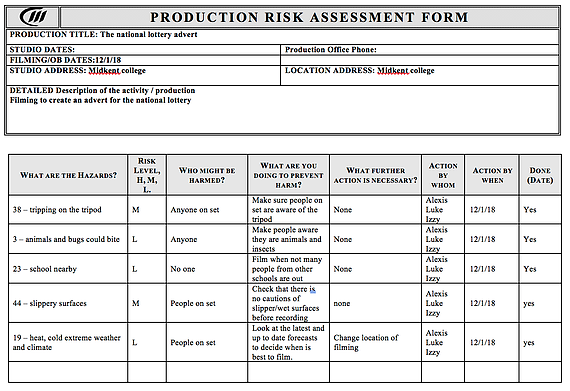 PRODUCTION RISK ASSESSMENT FORM
PRODUCTION TITLE: The national lottery advert
STUDIO DATES:
Production Office Phone:
FILMING/OB DATES:12/1/18
STUDIO ADDRESS: Midkent college
LOCATION ADDRESS: Midkent college
DETAILED Description of the activity / production
Filming to create an advert for the national lottery
WHAT ARE THE HAZARDS?
RISK
LEVEL,
H, M,
L.
WHO MIGHT BE
HARMED?
WHAT ARE YOU
DOING TO PREVENT
HARM?
WHAT FURTHER
ACTION IS NECESSARY?
ACTION
BY
WHOM
ACTION BY
WHEN
DONE
(DATE)
38 – tripping on the tripod
M
Anyone on set
Make sure people on
set are aware of the
tripod
None
Alexis
Luke
Izzy
12/1/18
Yes
3 – animals and bugs could bite
L
Anyone
Make people aware
they are animals and
insects
None
Alexis
Luke
Izzy
12/1/18
Yes
23 – school nearby
L
No one
Film when not many
people from other
schools are out
None
Alexis
Luke
Izzy
12/1/18
Yes
44 – slippery surfaces
M
People on set
Check that there is
no cautions of
slipper/wet surfaces
before recording
none
Alexis
Luke
Izzy
12/1/18
yes
19 – heat, cold extreme weather
and climate
L
People on set
Look at the latest and
up to date forecasts
to decide when is
best to film.
Change location of
filming
Alexis
Luke
Izzy
12/1/18
yes